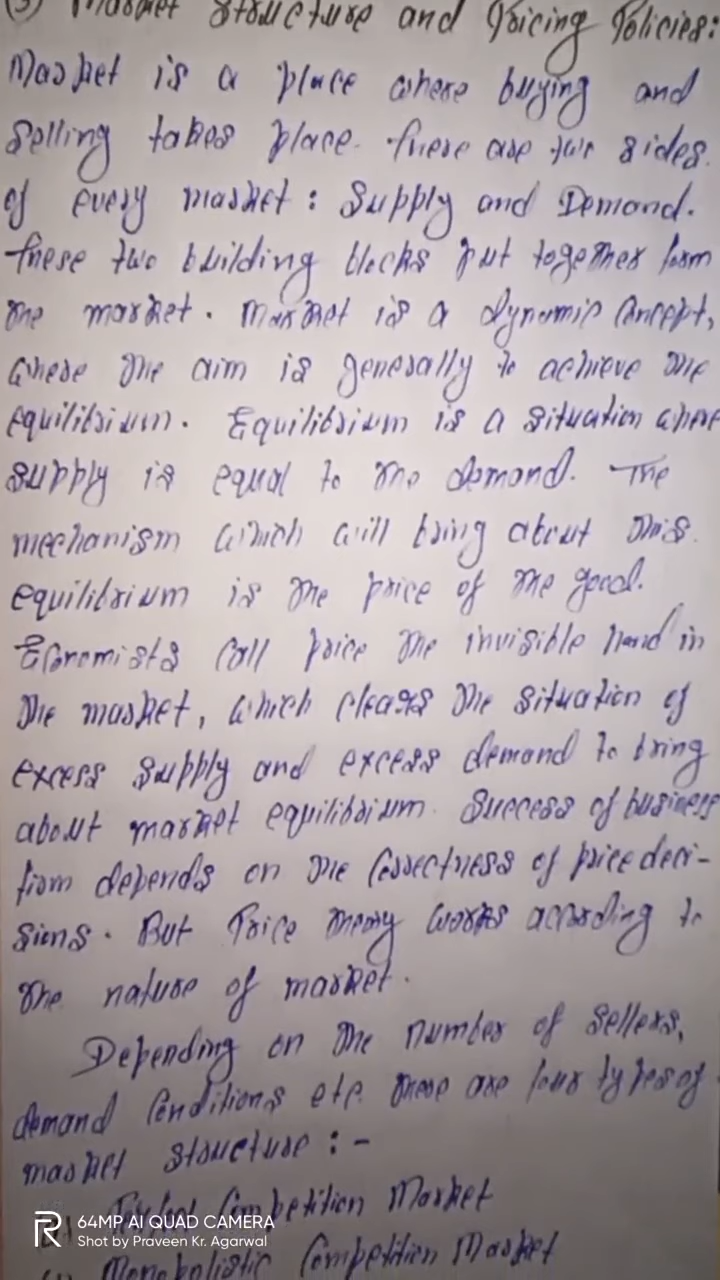 (3) Market Structure and Pricing Policies:
Market is a place where buying and
selling takes place. There are two sides
of every market : Supply and Demand.
These two building blocks put together form
the market. Market is a dynamic Concept,
where the aim is generally to achieve the
equilibrium. Equilibrium is a situation where
supply is equal to the demand. The
mechanism which will bring about this
equilibrium is the price of the good.
Economists call price the invisible hand in
the market, which clears the situation of
excess supply and excess demand to bring
about market equilibrium. Success of business
firm depends on the Correctness of price deci-
sions. But Price theory works according to
the nature of market.
Depending on the number of sellers,
demand Conditions etc. there are four types of
market structure : -
Perfect Competition Market
Monopolistic Competition Market
64MP AI QUAD CAMERA
Shot by Praveen Kr. Agarwal